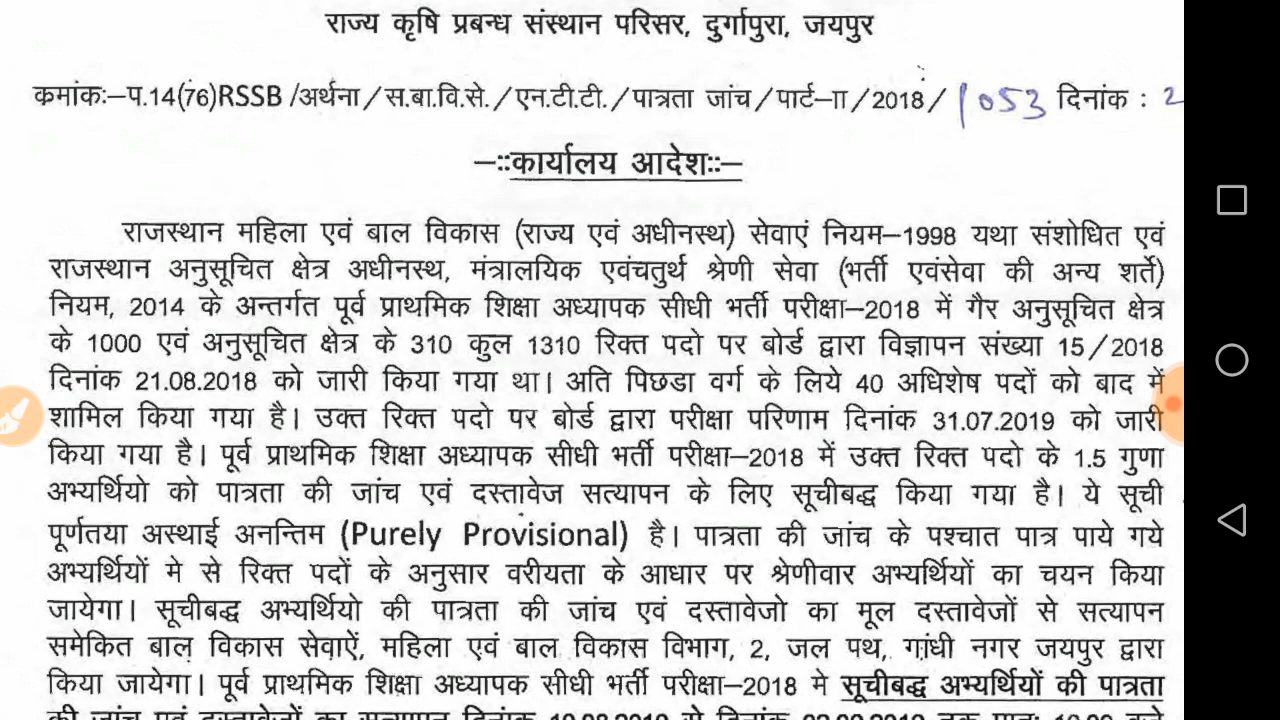 राज्य कृषि प्रबन्ध संस्थान परिसर, दुर्गापुरा, जयपुर
कमांकः–प.14(76)RSSB /अर्थना/स.बा.वि.से./एन.टी.टी./पात्रता जांच/पार्ट–II/2018/1053 दिनांक : 2
–::कार्यालय आदेश::–
राजस्थान महिला एवं बाल विकास (राज्य एवं अधीनस्थ) सेवाएं नियम–1998 यथा संशोधित एवं
राजस्थान अनुसूचित क्षेत्र अधीनस्थ, मंत्रालयिक एवंचतुर्थ श्रेणी सेवा (भर्ती एवंसेवा की अन्य शर्ते)
नियम, 2014 के अन्तर्गत पूर्व प्राथमिक शिक्षा अध्यापक सीधी भर्ती परीक्षा–2018 में गैर अनुसूचित क्षेत्र
के 1000 एवं अनुसूचित क्षेत्र के 310 कुल 1310 रिक्त पदो पर बोर्ड द्वारा विज्ञापन संख्या 15/2018
दिनांक 21.08.2018 को जारी किया गया था। अति पिछडा वर्ग के लिये 40 अधिशेष पदों को बाद में
शामिल किया गया है। उक्त रिक्त पदो पर बोर्ड द्वारा परीक्षा परिणाम दिनांक 31.07.2019 को जारी
किया गया है। पूर्व प्राथमिक शिक्षा अध्यापक सीधी भर्ती परीक्षा–2018 में उक्त रिक्त पदो के 1.5 गुणा
अभ्यर्थियो को पात्रता की जांच एवं दस्तावेज सत्यापन के लिए सूचीबद्ध किया गया है। ये सूची
पूर्णतया अस्थाई अनन्तिम (Purely Provisional) है। पात्रता की जांच के पश्चात पात्र पाये गये
अभ्यर्थियों मे से रिक्त पदों के अनुसार वरीयता के आधार पर श्रेणीवार अभ्यर्थियों का चयन किया
जायेगा। सूचीबद्ध अभ्यर्थियो की पात्रता की जांच एवं दस्तावेजो का मूल दस्तावेजों से सत्यापन
समेकित बाल विकास सेवाऐं, महिला एवं बाल विकास विभाग, 2, जल पथ, गांधी नगर जयपुर द्वारा
किया जायेगा। पूर्व प्राथमिक शिक्षा अध्यापक सीधी भर्ती परीक्षा–2018 मे सूचीबद्ध अभ्यर्थियों की पात्रता
की जांच एवं दस्तावेजों का सत्यापन दिनांक